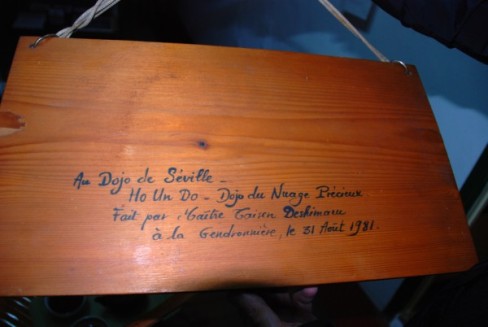 Au Dojo de Séville -
Ho Un Do - Dojo du Nuage Précieux
Fait par Maître Taisen Deshimaru
à la Gendronnière, le 31 Août 1981.